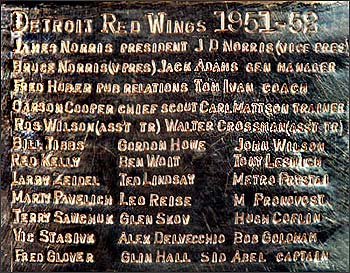 DETROIT RED WINGS 1951-52
JAMES NORRIS PRESIDENT J D NORRIS (VICE PRES)
BRUCE NORRIS (V PRES) JACK ADAMS GEN MANAGER
FRED HUBER PUB RELATIONS TOM IVAN COACH
CARSON COOPER CHIEF SCOUT CARL MATTSON TRAINER
ROS WILSON (ASST TR) WALTER CROSSMAN (ASST TR)
BILL TIBBS GORDON HOWE JOHN WILSON
RED KELLY BEN WOIT TONY LESWICH
LARRY ZEIDEL TED LINDSAY METRO PRYSTAI
MARTY PAVELICH LEO REISE M PRONOVOST
TERRY SAWCHUK GLEN SKOV HUGH COFLIN
VIC STASIUK ALEX DELVECCHIO BOB GOLDHAM
FRED GLOVER GLIN HALL SID ABEL CAPTAIN